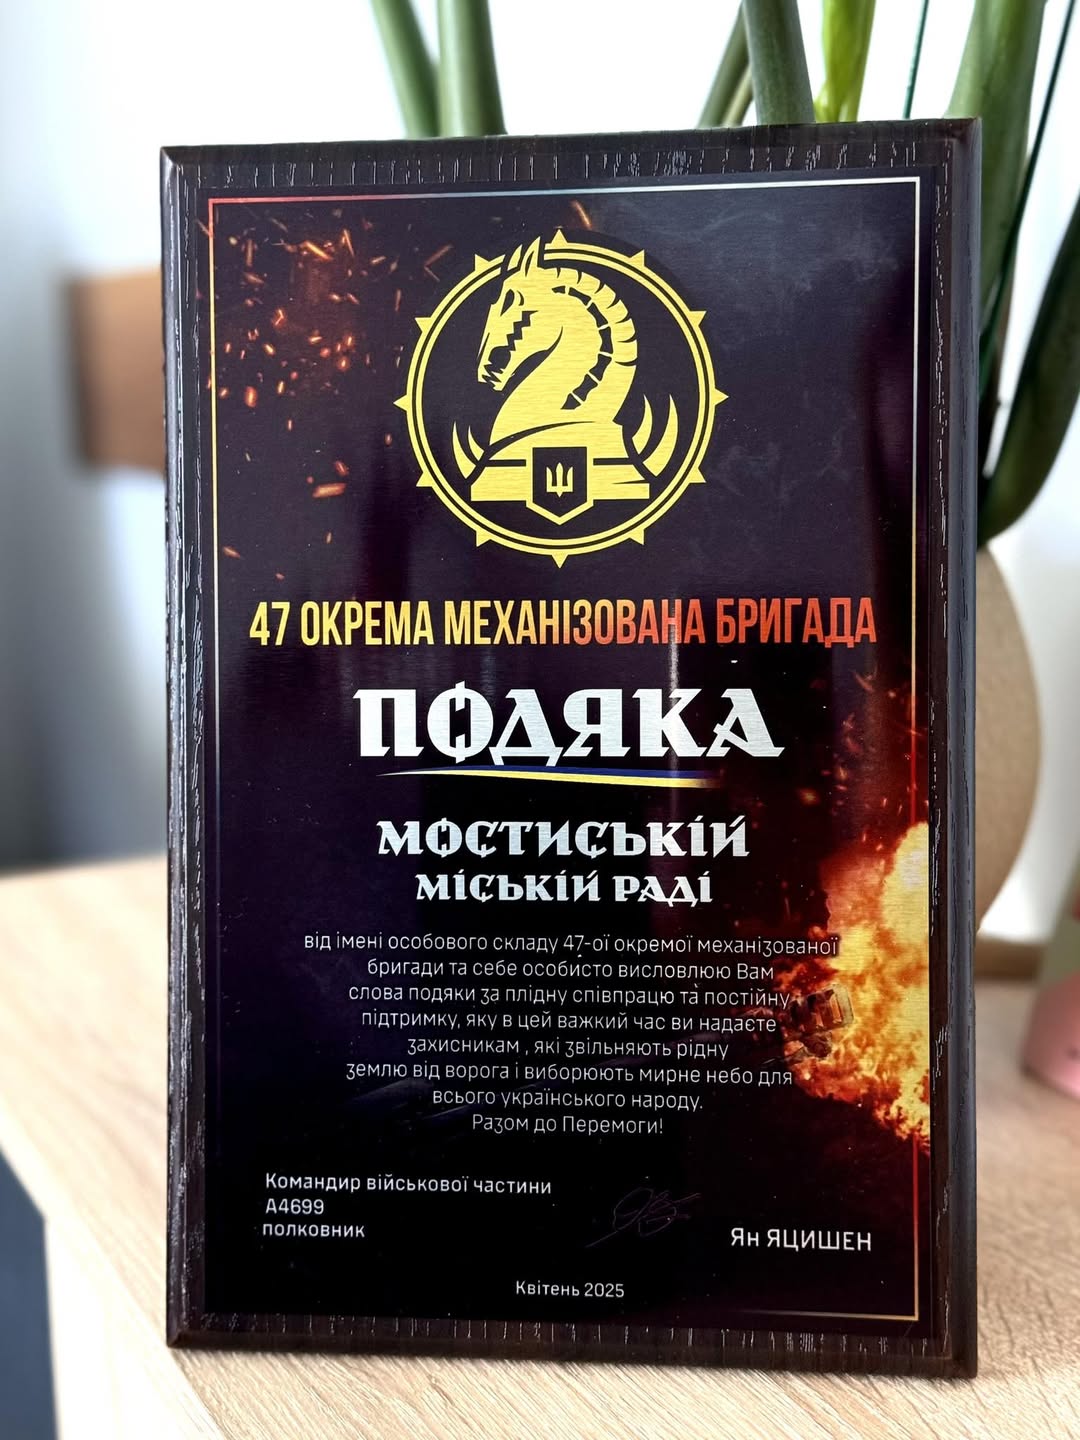 47 ОКРЕМА МЕХАНІЗОВАНА БРИГАДА
ПОДЯКА
МОСТИСЬКІЙ
МІСЬКІЙ РАДІ
від імені особового складу 47-ої окремої механізованої
бригади та себе особисто висловлюю Вам
слова подяки за плідну співпрацю та постійну
підтримку, яку в цей важкий час ви надаєте
захисникам , які звільняють рідну
землю від ворога і виборюють мирне небо для
всього українського народу.
Разом до Перемоги!
Командир військової частини
А4699
полковник
Ян ЯЦИШЕН
Квітень 2025